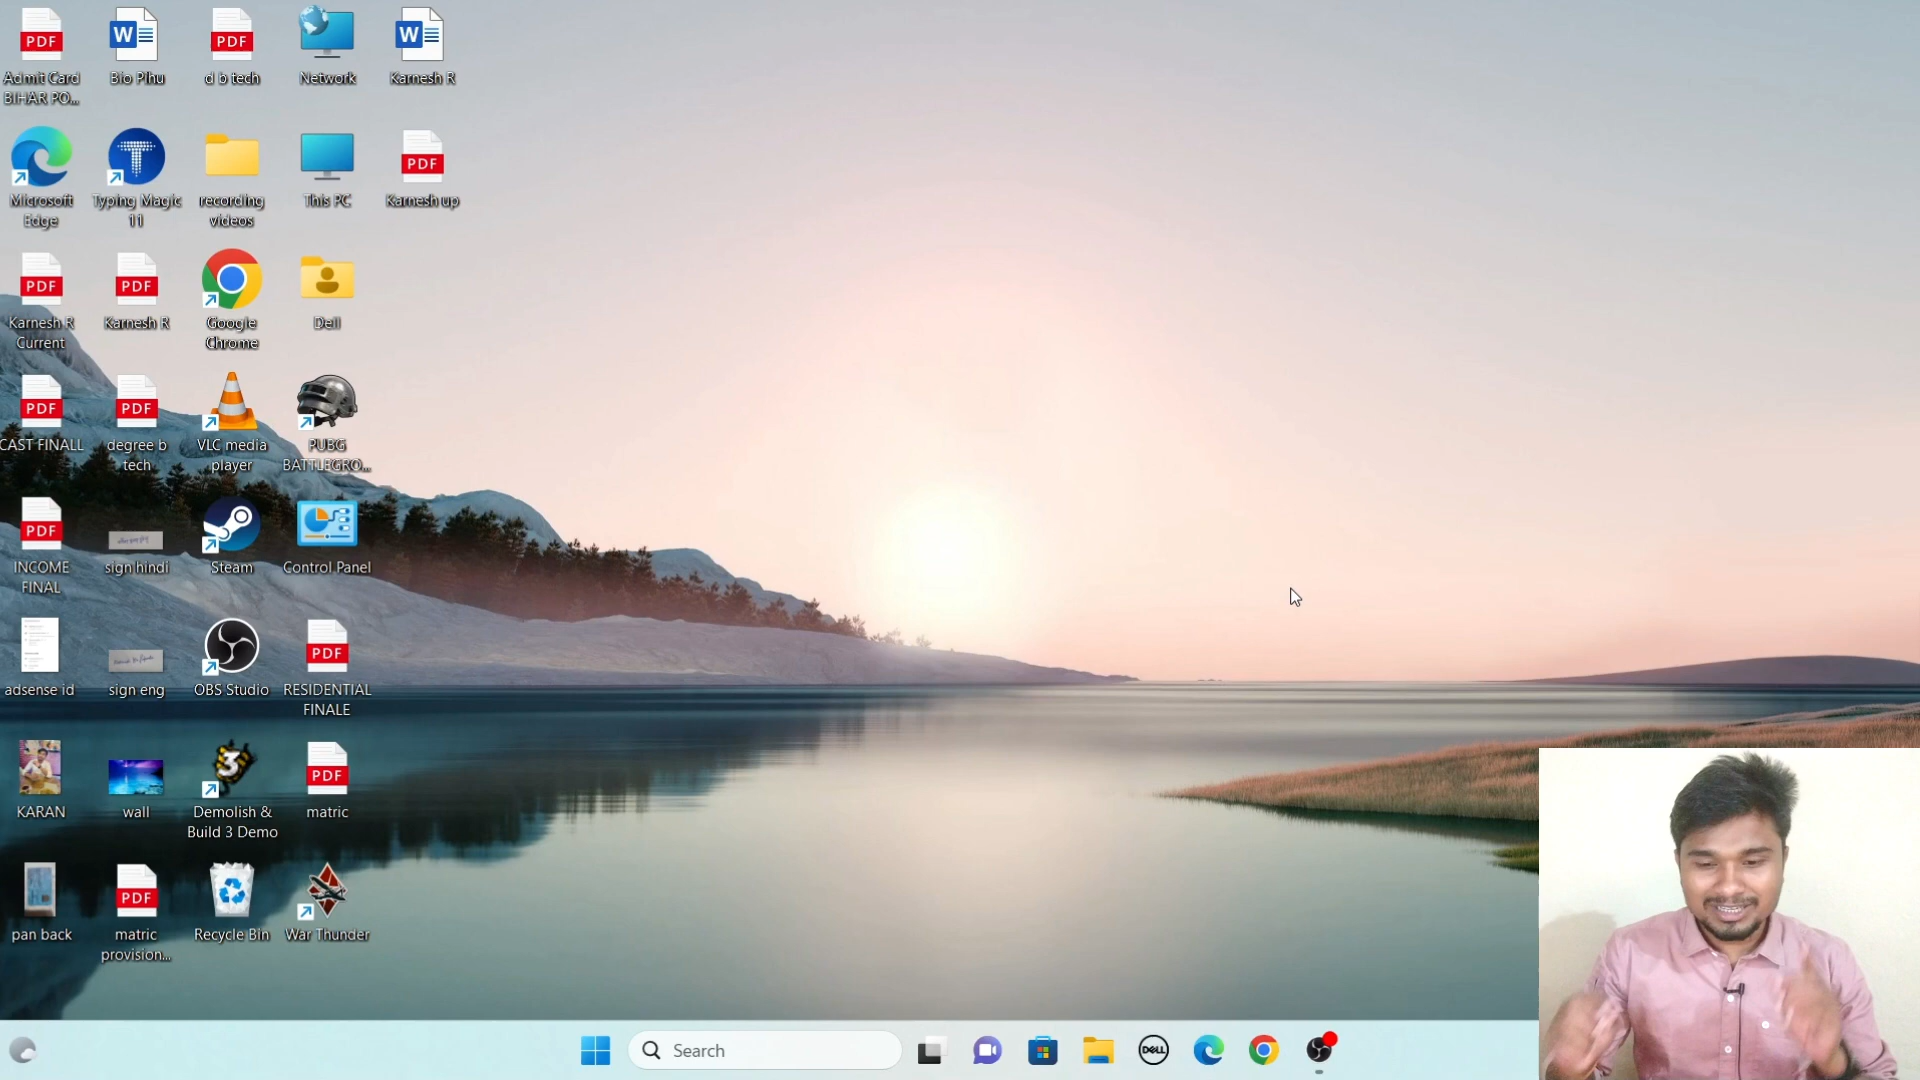 PDF
Admit Card
BIHAR PO...
W
Bio Pihu
PDF
d b tech
Network
W
Karnesh R
Microsoft
Edge
T
Typing Magic
11
recording
videos
This PC
PDF
Karnesh up
PDF
Karnesh R
Current
PDF
Karnesh R
Google
Chrome
Dell
PDF
CAST FINALL
PDF
degree b
tech
VLC media
player
PUBG
BATTLEGRO...
PDF
INCOME
FINAL
sign hindi
Steam
Control Panel
adsense id
sign eng
OBS Studio
PDF
RESIDENTIAL
FINALE
KARAN
wall
3
Demolish &
Build 3 Demo
PDF
matric
pan back
PDF
matric
provision...
Recycle Bin
War Thunder
Search
DELL